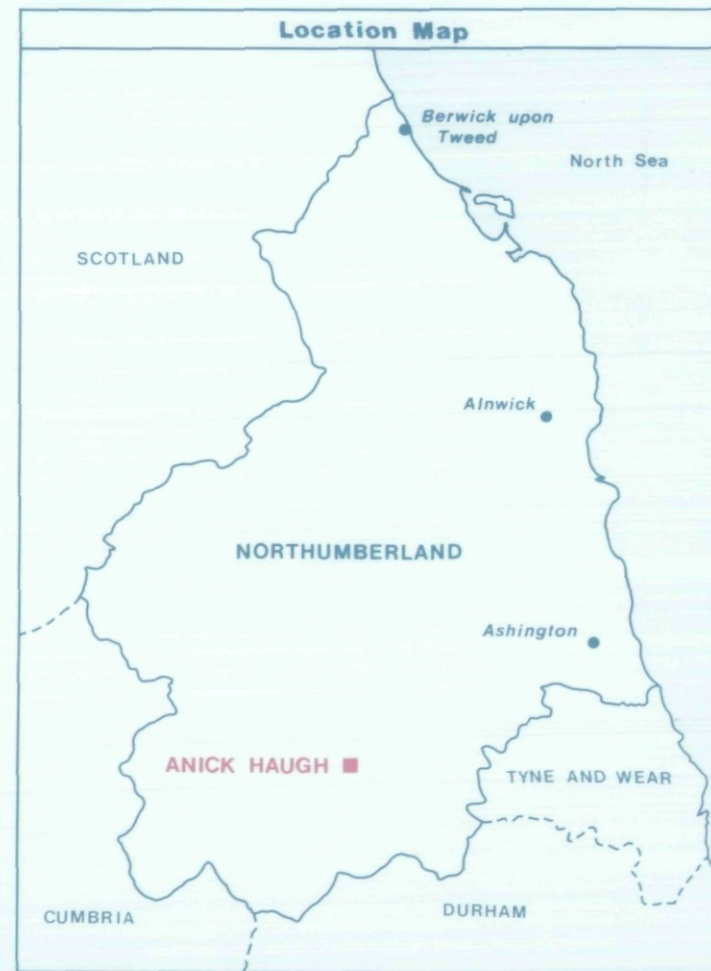 Location Map
Berwick upon
Tweed
North Sea
SCOTLAND
Alnwick
NORTHUMBERLAND
Ashington
ANICK HAUGH
TYNE AND WEAR
CUMBRIA
DURHAM